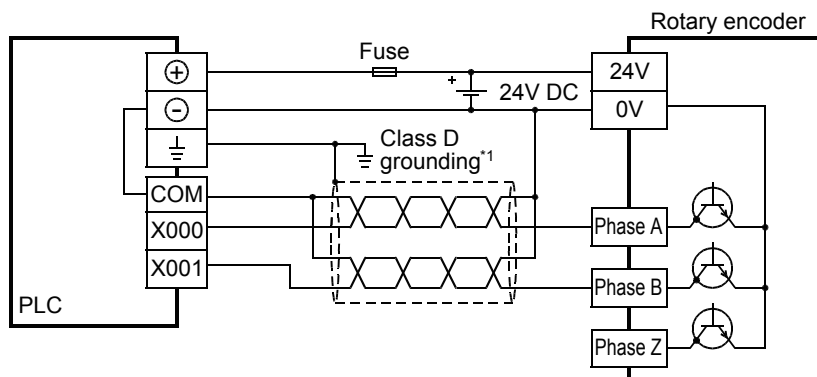 Rotary encoder
Fuse
24V
+
24V DC
0V
Class D
grounding*1
COM
X000
X001
PLC
Phase A
Phase B
Phase Z